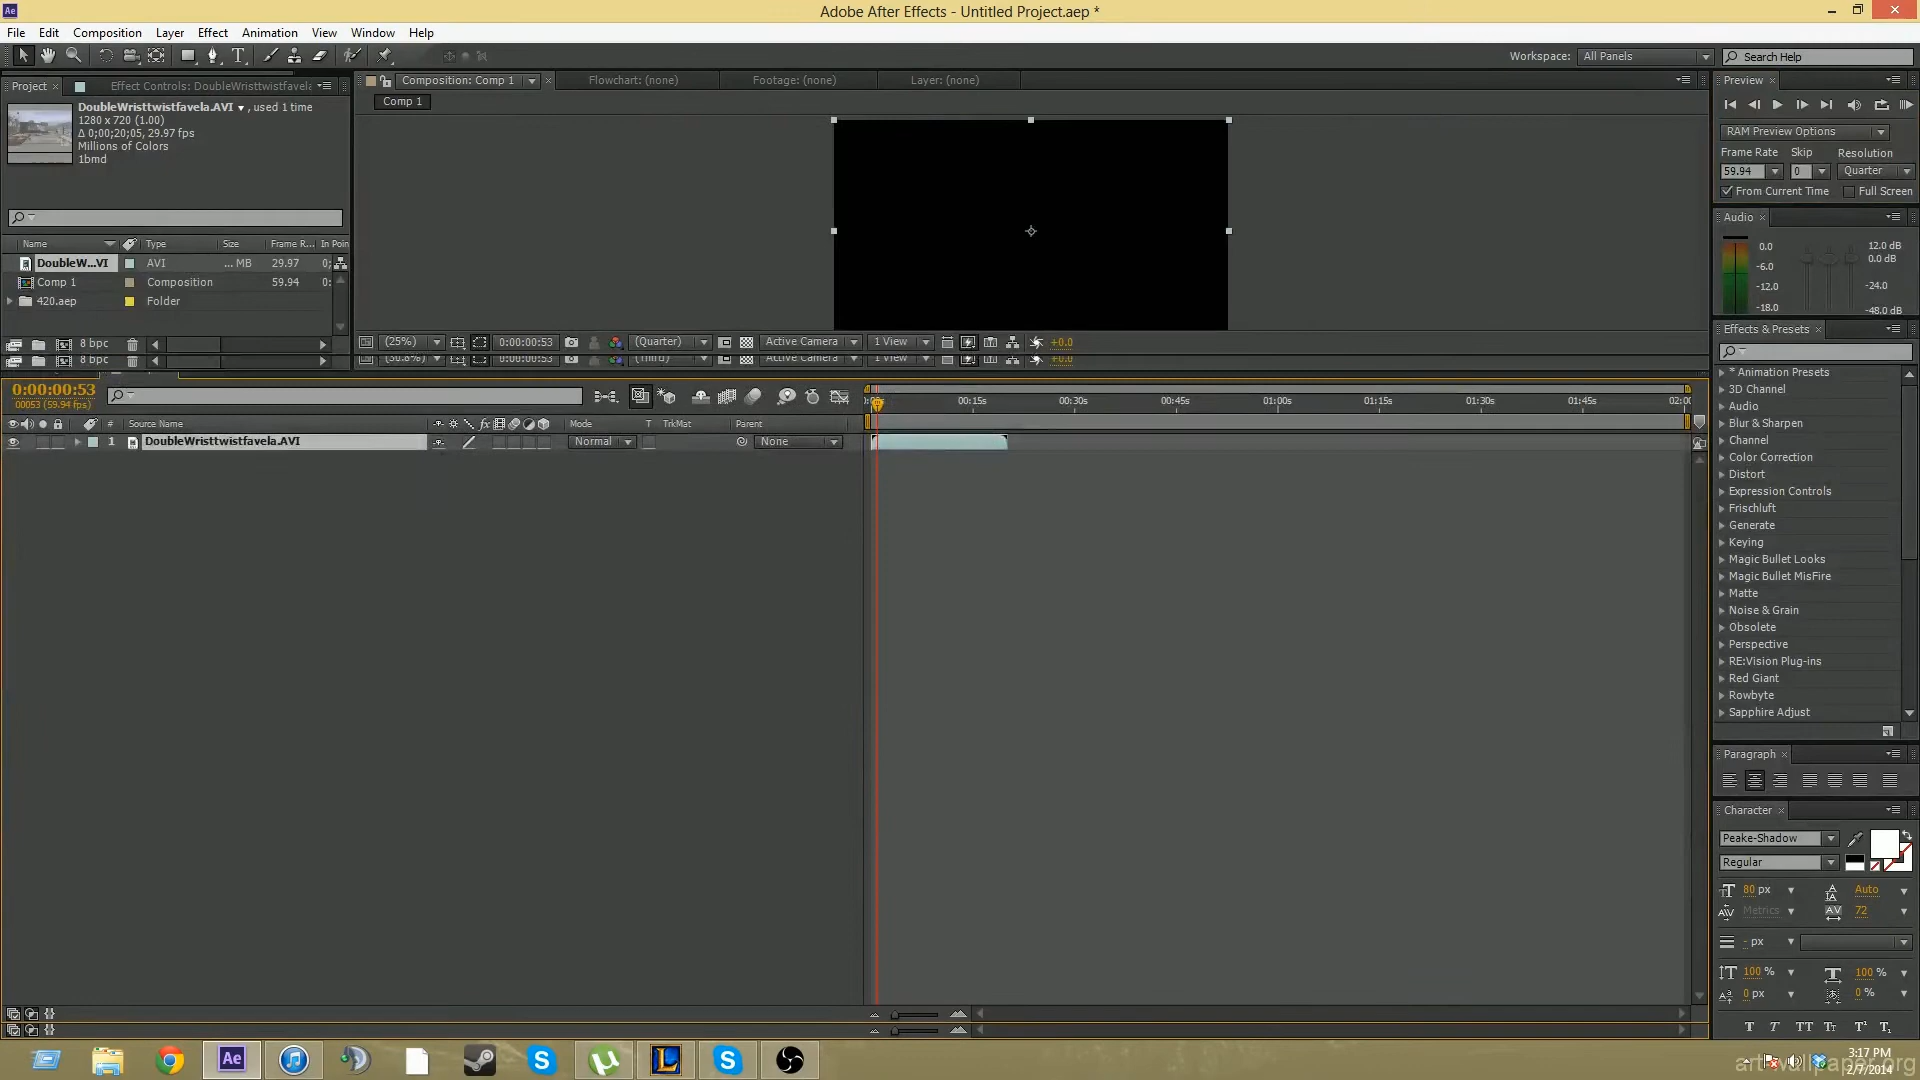 Ae
Adobe After Effects - Untitled Project.aep *
File Edit Composition Layer Effect Animation View Window Help
T Workspace: All Panels Search Help
Project Effect Controls: DoubleWristtwistfavela
Composition: Comp 1 Flowchart: (none) Footage: (none) Layer: (none)
Preview
Comp 1
DoubleWristtwistfavela.AVI , used 1 time
1280 x 720 (1.00)
Δ 0;00;20;05, 29.97 fps
Millions of Colors
1bmd
RAM Preview Options
Frame Rate Skip Resolution
59.94 0 Quarter
From Current Time Full Screen
Audio
0.0 12.0 dB
0.0 dB
-6.0
-12.0 -24.0
-18.0 -48.0 dB
Name Type Size Frame R... In Poin
DoubleW...VI AVI ... MB 29.97 0;
Comp 1 Composition 59.94 0:
420.aep Folder
8 bpc
8 bpc
(25%) 0:00:00:53 (Quarter) Active Camera 1 View +0.0
0:00:00:53 (Third) Active Camera 1 View +0.0
Effects & Presets
* Animation Presets
3D Channel
Audio
Blur & Sharpen
Channel
Color Correction
Distort
Expression Controls
Frischluft
Generate
Keying
Magic Bullet Looks
Magic Bullet MisFire
Matte
Noise & Grain
Obsolete
Perspective
RE:Vision Plug-ins
Red Giant
Rowbyte
Sapphire Adjust
0:00:00:53
00053 (59.94 fps)
00:15s 00:30s 00:45s 01:00s 01:15s 01:30s 01:45s 02:00
# Source Name fx Mode T TrkMat Parent
1 DoubleWristtwistfavela.AVI Normal None
Paragraph
Character
Peake-Shadow
Regular
80 px Auto
Metrics 72
- px
100 % 100 %
0 px 0 %
T T TT Tт T¹ T₁
Ae
3:17 PM
2/7/2014